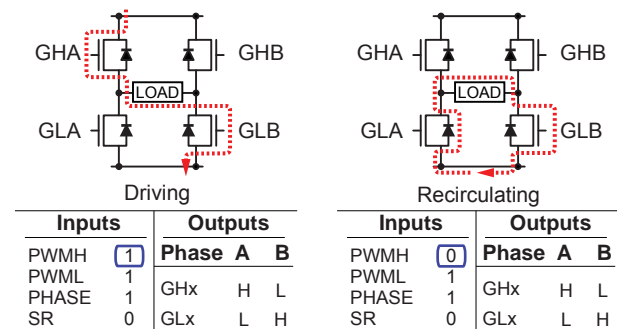 GHA GHB
LOAD
GLA GLB
Driving
Inputs Outputs
PWMH 1 Phase A B
PWML 1
PHASE 1 GHx H L
SR 0 GLx L H
GHA GHB
LOAD
GLA GLB
Recirculating
Inputs Outputs
PWMH 0 Phase A B
PWML 1
PHASE 1 GHx H L
SR 0 GLx L H